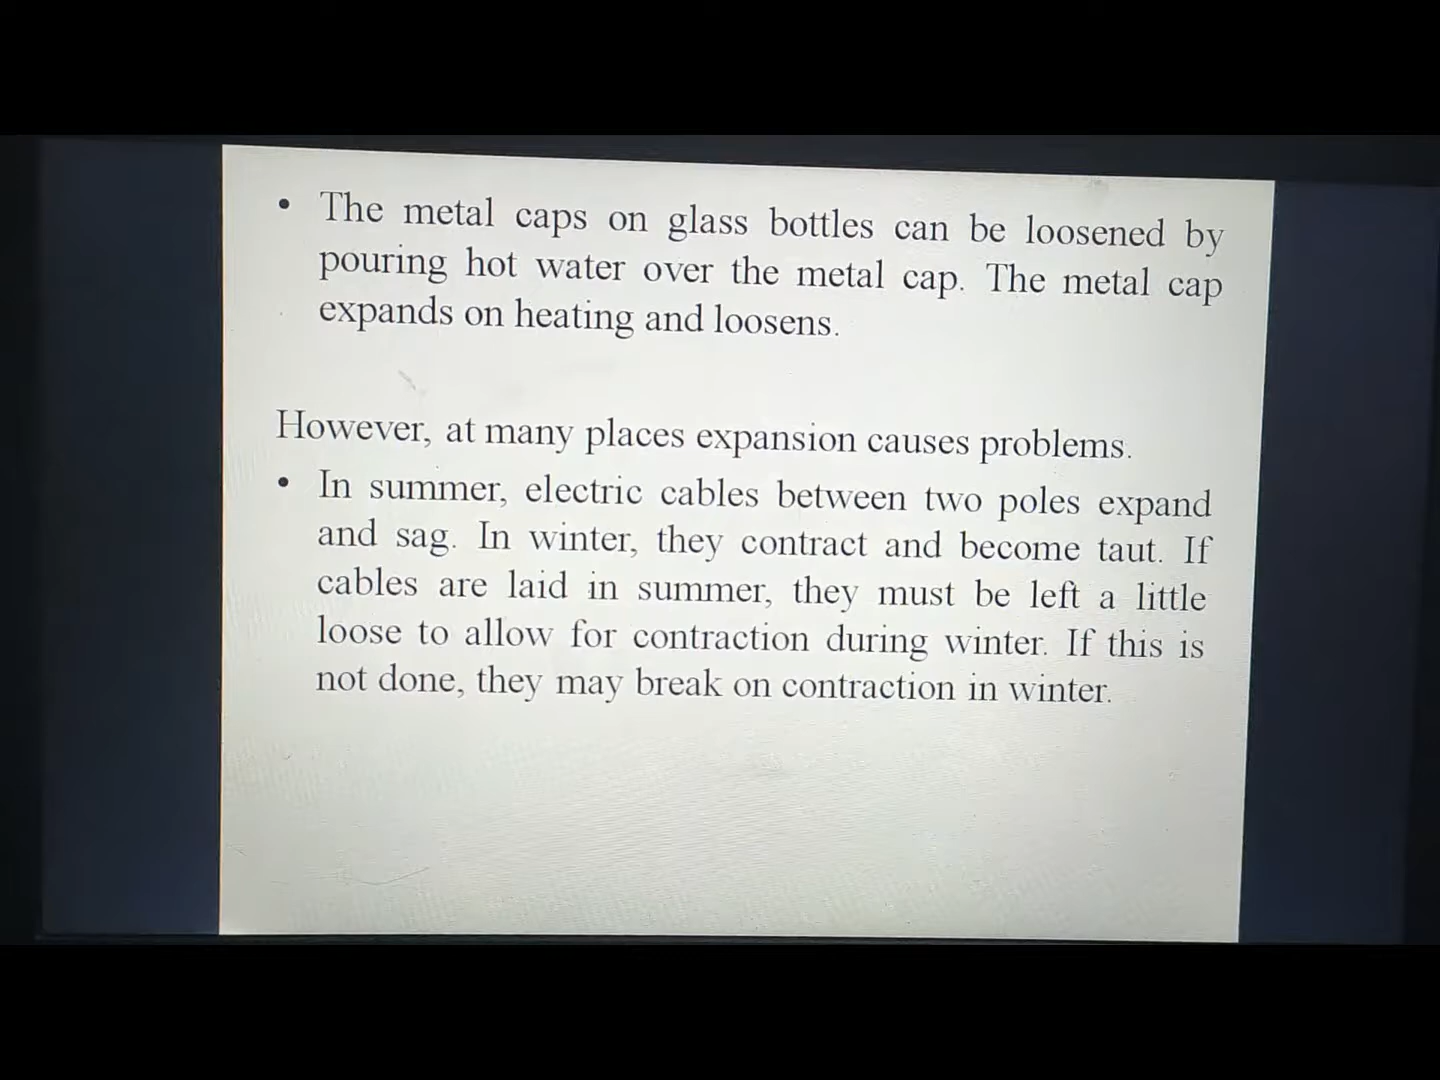 • The metal caps on glass bottles can be loosened by
pouring hot water over the metal cap. The metal cap
expands on heating and loosens.
However, at many places expansion causes problems.
• In summer, electric cables between two poles expand
and sag. In winter, they contract and become taut. If
cables are laid in summer, they must be left a little
loose to allow for contraction during winter. If this is
not done, they may break on contraction in winter.